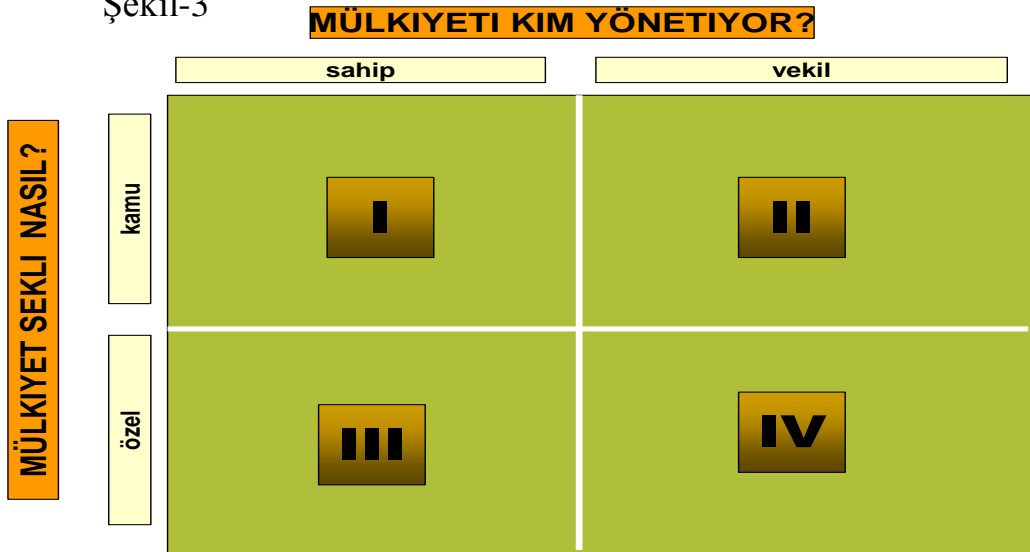 Şekil-3
MÜLKIYETI KIM YÖNETIYOR?
sahip
vekil
MÜLKIYET SEKLI NASIL?
kamu
I
II
özel
III
IV